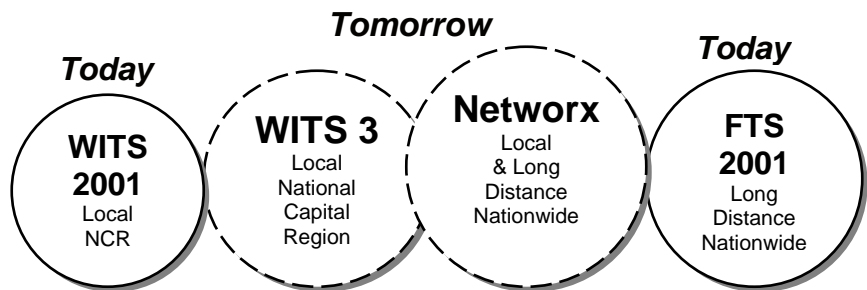 Tomorrow
Today
Today
WITS
2001
Local
NCR
WITS 3
Local
National
Capital
Region
Networx
Local
& Long
Distance
Nationwide
FTS
2001
Long
Distance
Nationwide